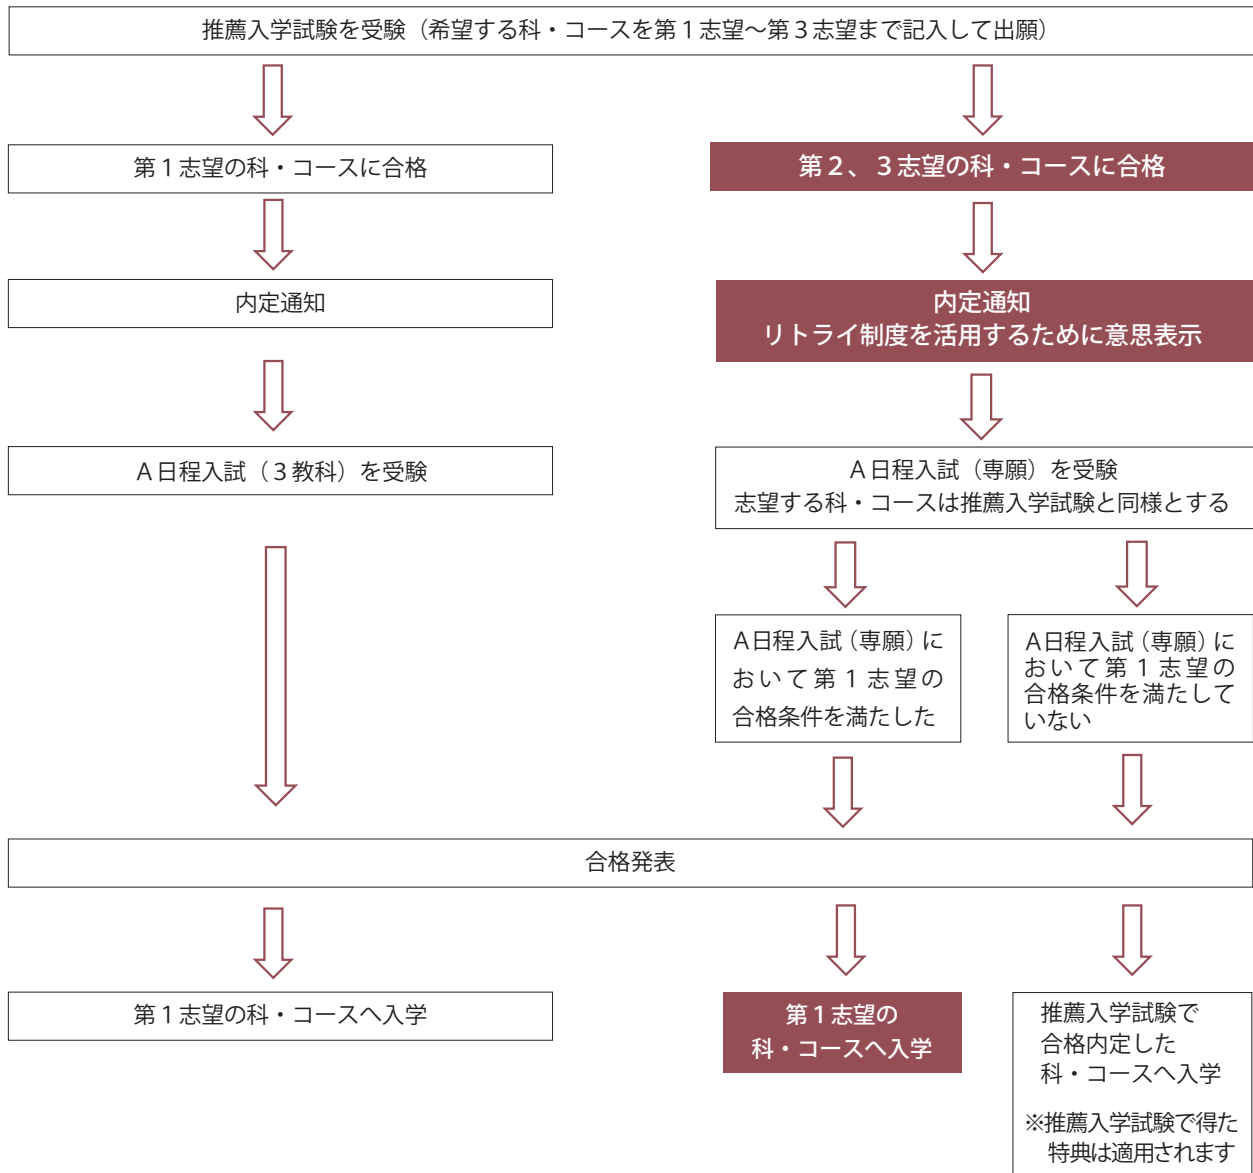 推薦入学試験を受験（希望する科・コースを第１志望～第３志望まで記入して出願）
第１志望の科・コースに合格
第２、３志望の科・コースに合格
内定通知
内定通知
リトライ制度を活用するために意思表示
Ａ日程入試（３教科）を受験
Ａ日程入試（専願）を受験
志望する科・コースは推薦入学試験と同様とする
Ａ日程入試（専願）に
おいて第１志望の
合格条件を満たした
Ａ日程入試（専願）に
おいて第１志望の
合格条件を満たして
いない
合格発表
第１志望の科・コースへ入学
第１志望の
科・コースへ入学
推薦入学試験で
合格内定した
科・コースへ入学
※推薦入学試験で得た
特典は適用されます